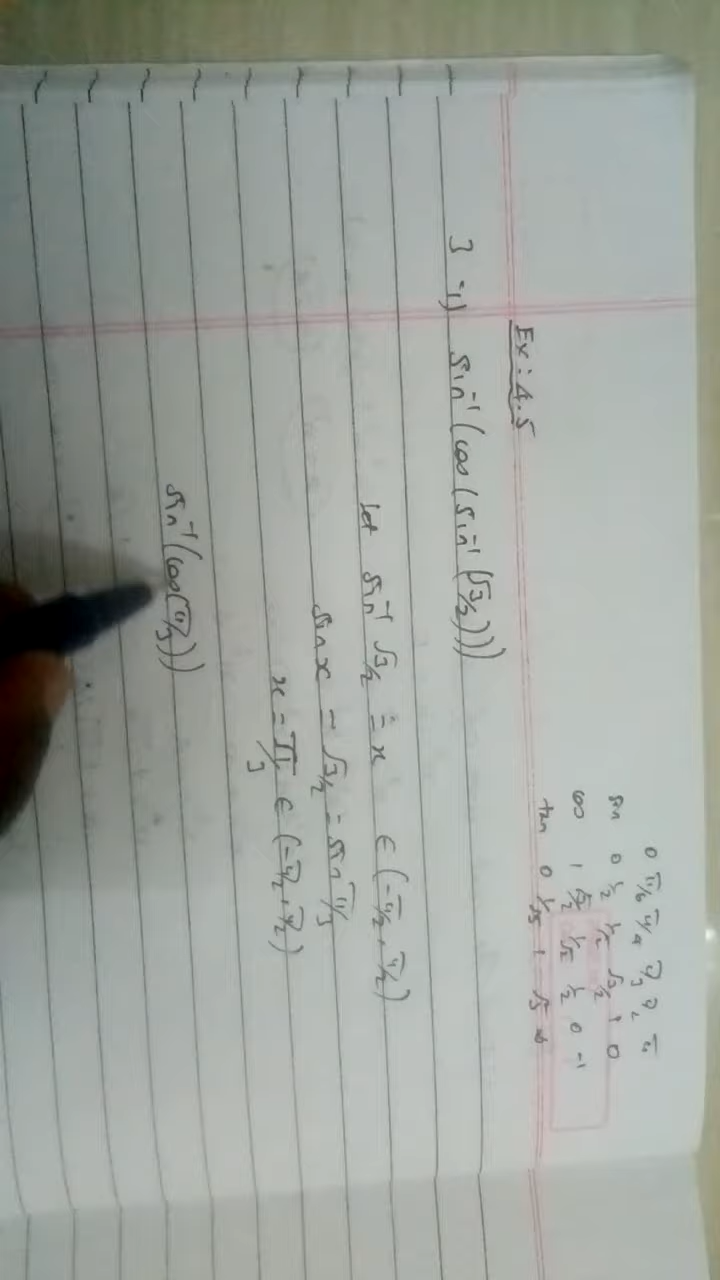 0 π/6 π/4 π/3 π/2 π
sin 0 1/2 1/√2 √3/2 1 0
cos 1 √3/2 1/√2 1/2 0 -1
tan 0 1/√3 1 √3 ∞
Ex: 4.5
3 i) sin⁻¹(cos(sin⁻¹(√3/2)))
let sin⁻¹ √3/2 = x ∈ (-π/2, π/2)
sin x = √3/2 = sin π/3
x = π/3 ∈ (-π/2, π/2)
sin⁻¹(cos(π/3))